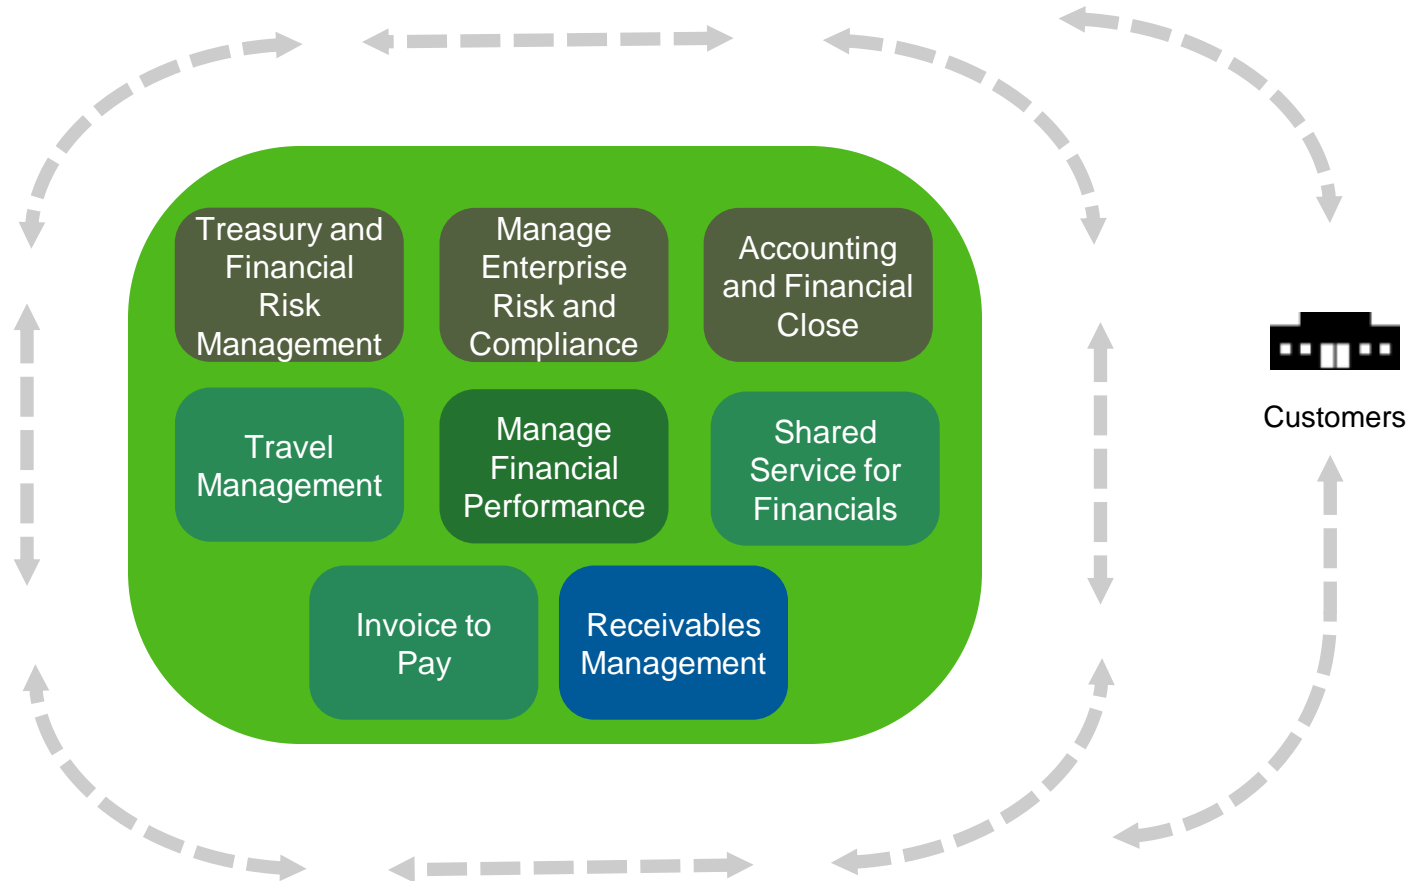 Treasury and
Financial
Risk
Management
Manage
Enterprise
Risk and
Compliance
Accounting
and Financial
Close
Travel
Management
Manage
Financial
Performance
Shared
Service for
Financials
Invoice to
Pay
Receivables
Management
Customers